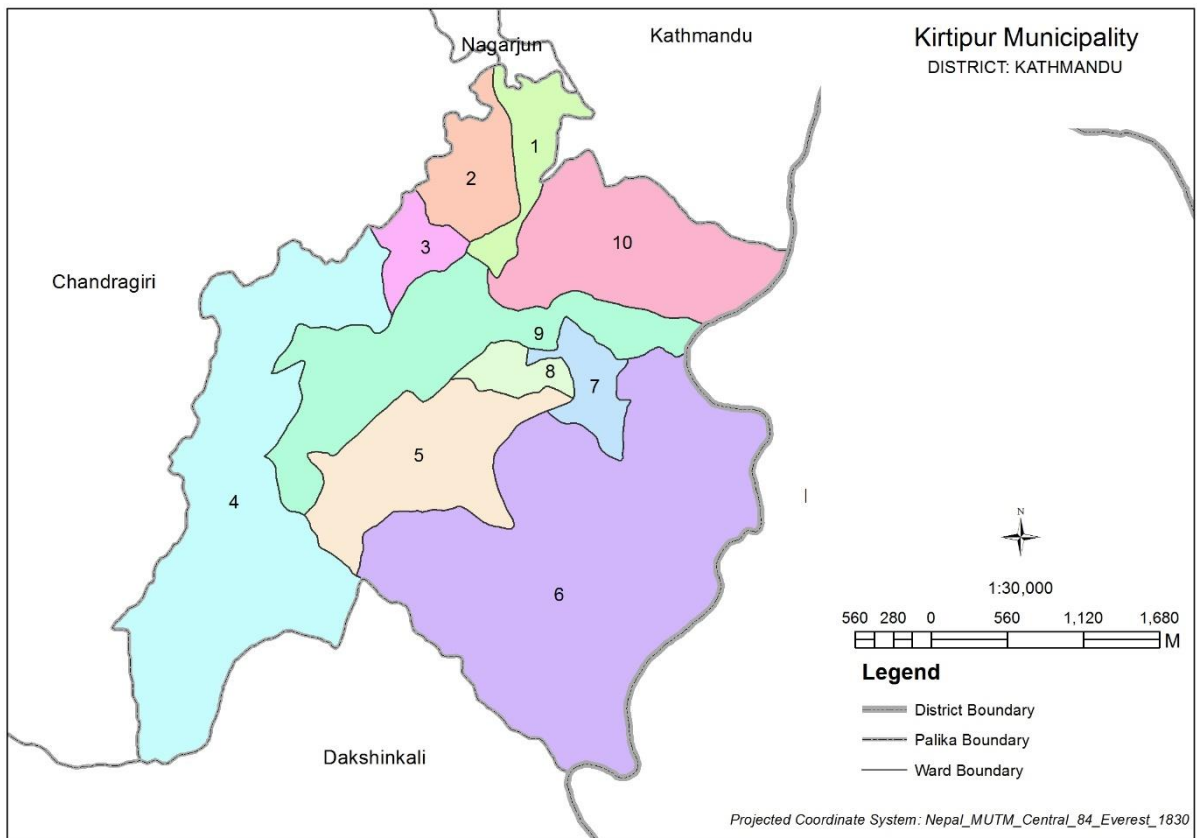 Kirtipur Municipality
DISTRICT: KATHMANDU
Nagarjun
Kathmandu
Chandragiri
Dakshinkali
1
2
3
10
9
8
7
5
4
6
N
1:30,000
560 280 0 560 1,120 1,680
M
Legend
District Boundary
Palika Boundary
Ward Boundary
Projected Coordinate System: Nepal_MUTM_Central_84_Everest_1830